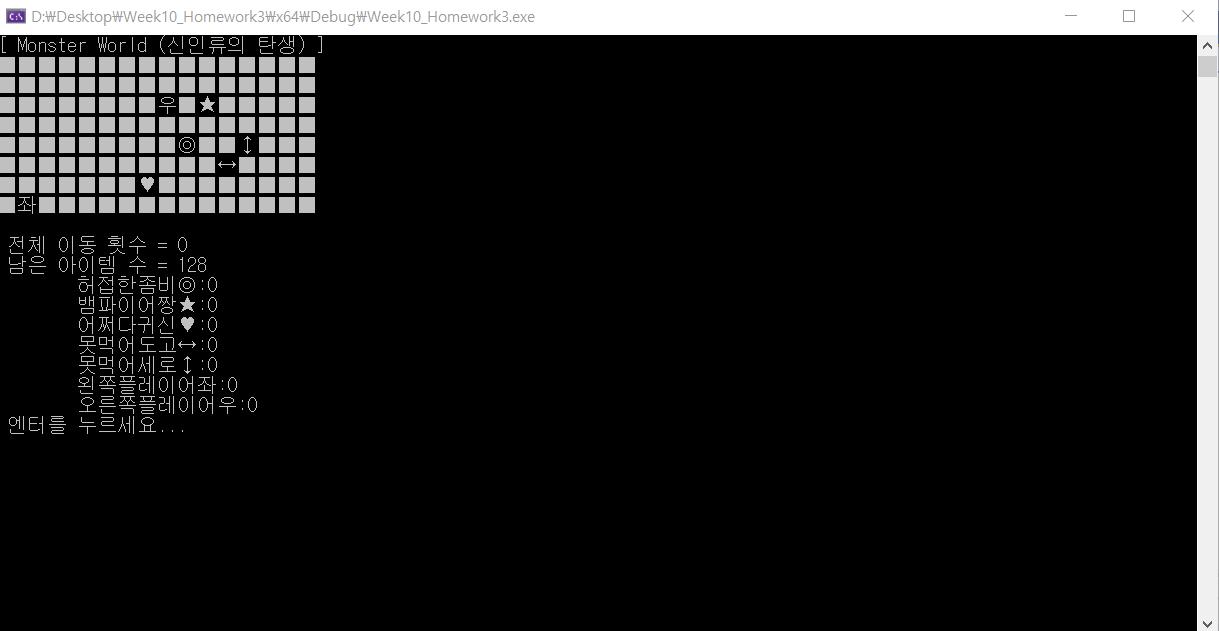 D:₩Desktop₩Week10_Homework3₩x64₩Debug₩Week10_Homework3.exe
[ Monster World (신인류의 탄생) ]
■■■■■■■■■■■■■■■■
■■■■■■■■■■■■■■■■
■■■■■■■■우■★■■■■■
■■■■■■■■■■■■■■■■
■■■■■■■■■◎■■↕■■■
■■■■■■■■■■■↔■■■■
■■■■■■■♥■■■■■■■■
■좌■■■■■■■■■■■■■■
전체 이동 횟수 = 0
남은 아이템 수 = 128
허접한좀비◎:0
뱀파이어짱★:0
어쩌다귀신♥:0
못먹어도고↔:0
못먹어세로↕:0
왼쪽플레이어좌:0
오른쪽플레이어우:0
엔터를 누르세요...